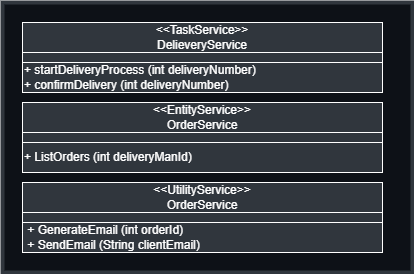 <<TaskService>>
DelieveryService
+ startDeliveryProcess (int deliveryNumber)
+ confirmDelivery (int deliveryNumber)
<<EntityService>>
OrderService
+ ListOrders (int deliveryManId)
<<UtilityService>>
OrderService
+ GenerateEmail (int orderId)
+ SendEmail (String clientEmail)